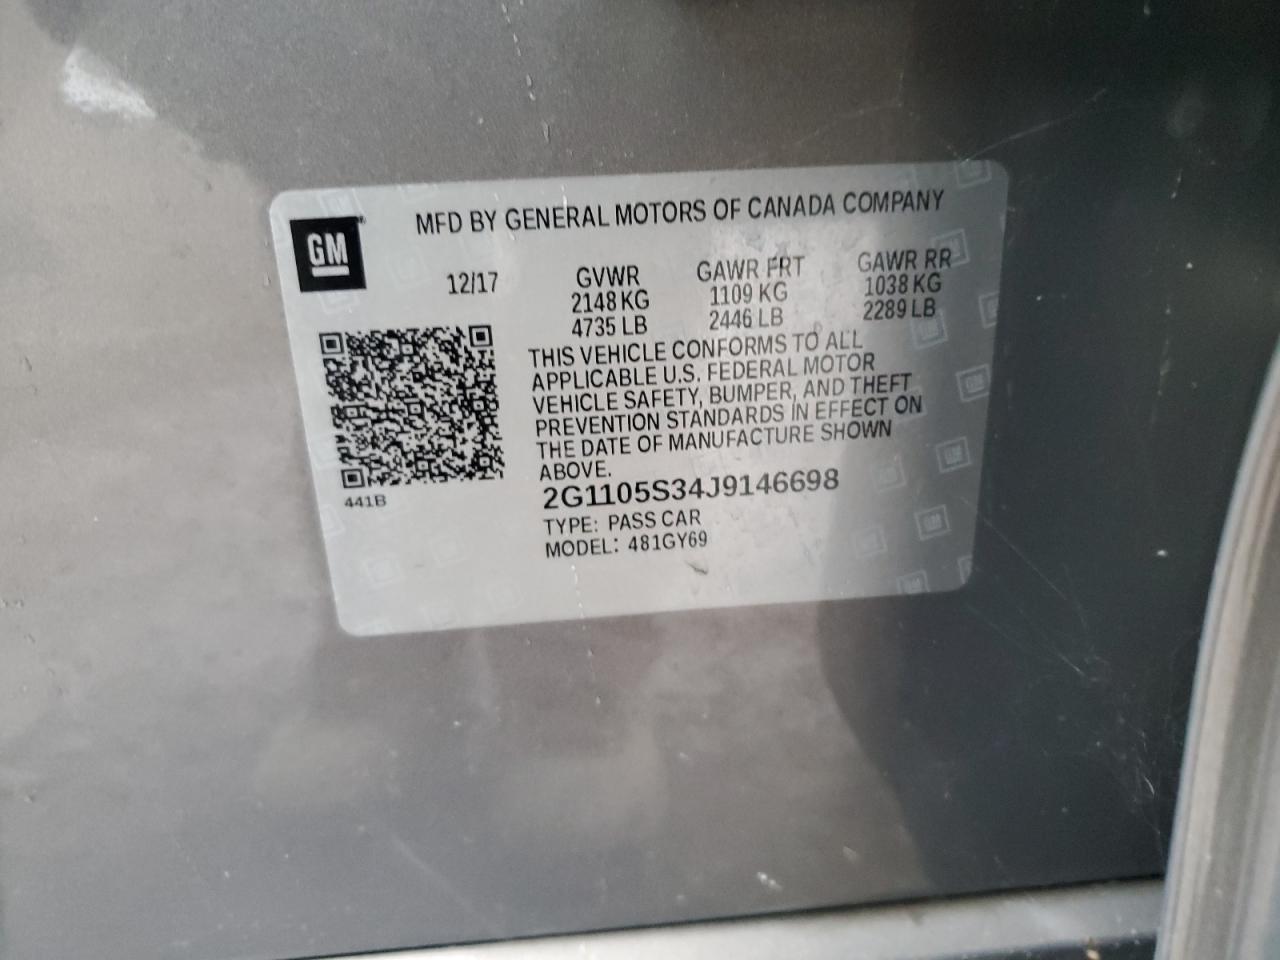 GM
MFD BY GENERAL MOTORS OF CANADA COMPANY
12/17
GVWR
2148 KG
4735 LB
GAWR FRT
1109 KG
2446 LB
GAWR RR
1038 KG
2289 LB
THIS VEHICLE CONFORMS TO ALL
APPLICABLE U.S. FEDERAL MOTOR
VEHICLE SAFETY, BUMPER, AND THEFT
PREVENTION STANDARDS IN EFFECT ON
THE DATE OF MANUFACTURE SHOWN
ABOVE.
441B
2G1105S34J9146698
TYPE: PASS CAR
MODEL: 481GY69